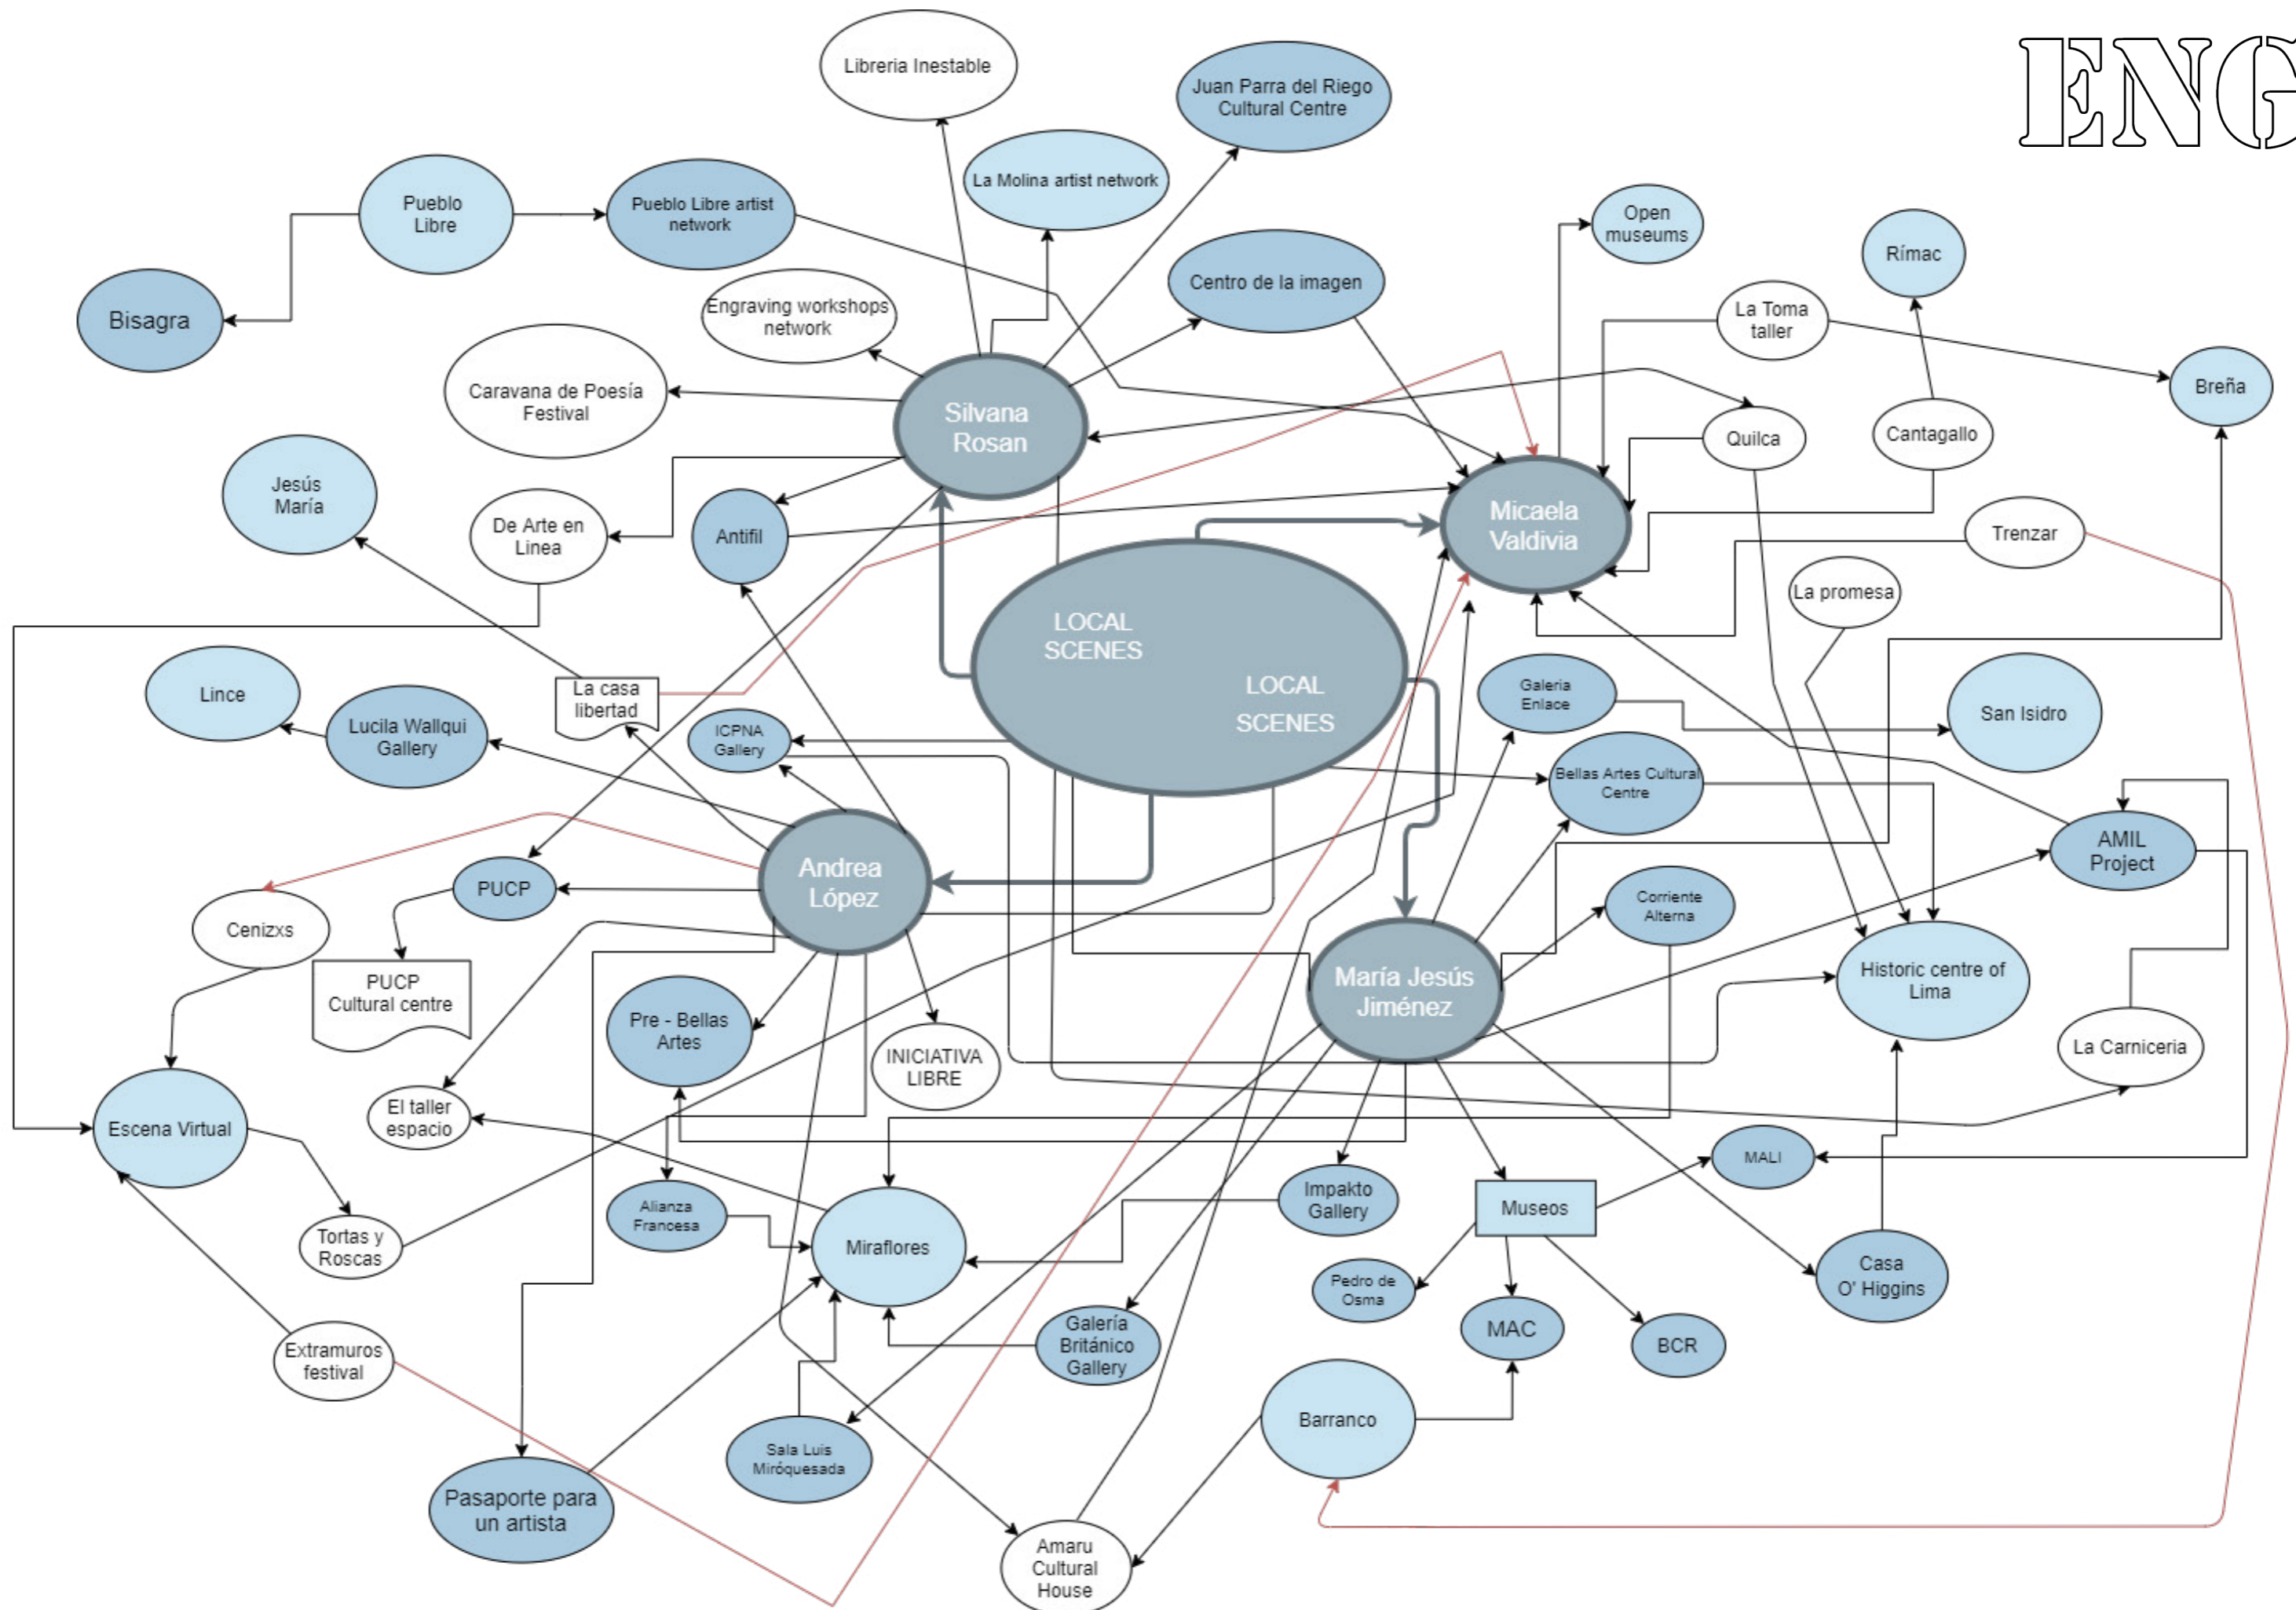 ENG
Libreria Inestable
Juan Parra del Riego
Cultural Centre
La Molina artist network
Pueblo
Libre
Pueblo Libre artist
network
Open
museums
Rímac
Centro de la imagen
Bisagra
Engraving workshops
network
La Toma
taller
Caravana de Poesía
Festival
Breña
Silvana
Rosan
Quilca
Cantagallo
Jesús
María
De Arte en
Linea
Antifil
Micaela
Valdivia
Trenzar
La promesa
LOCAL
SCENES
LOCAL
SCENES
Lince
La casa
libertad
Galeria
Enlace
San Isidro
Lucila Wallqui
Gallery
ICPNA
Gallery
Bellas Artes Cultural
Centre
AMIL
Project
Andrea
López
PUCP
Corriente
Alterna
Cenizxs
PUCP
Cultural centre
María Jesús
Jiménez
Historic centre of
Lima
Pre - Bellas
Artes
INICIATIVA
LIBRE
La Carniceria
El taller
espacio
Escena Virtual
MALI
Alianza
Francesa
Impakto
Gallery
Museos
Tortas y
Roscas
Miraflores
Pedro de
Osma
Casa
O' Higgins
Extramuros
festival
Galería
Británico
Gallery
MAC
BCR
Barranco
Sala Luis
Miróquesada
Pasaporte para
un artista
Amaru
Cultural
House